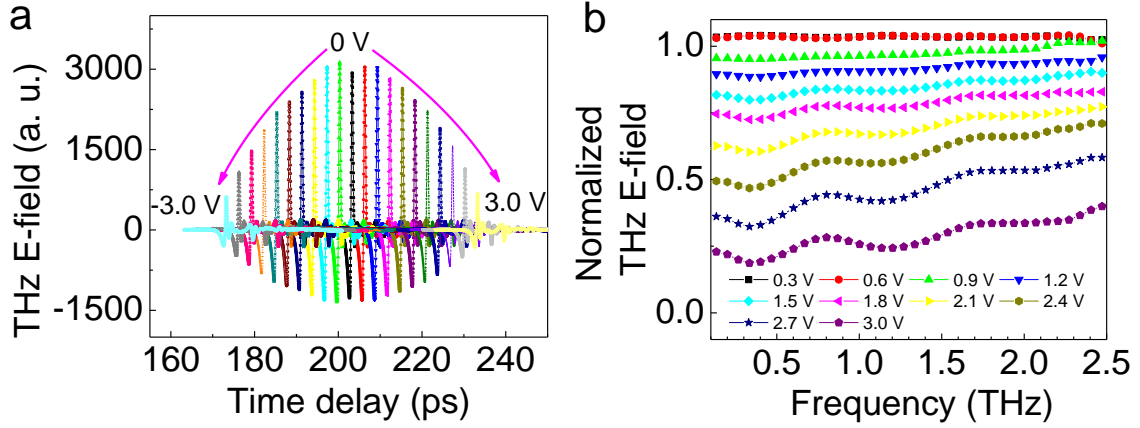 a
THz E-field (a. u.)
3000
1500
0
-1500
0 V
-3.0 V
3.0 V
160
180
200
220
240
Time delay (ps)
b
Normalized
THz E-field
1.0
0.5
0.0
0.3 V
0.6 V
0.9 V
1.2 V
1.5 V
1.8 V
2.1 V
2.4 V
2.7 V
3.0 V
0.5
1.0
1.5
2.0
2.5
Frequency (THz)